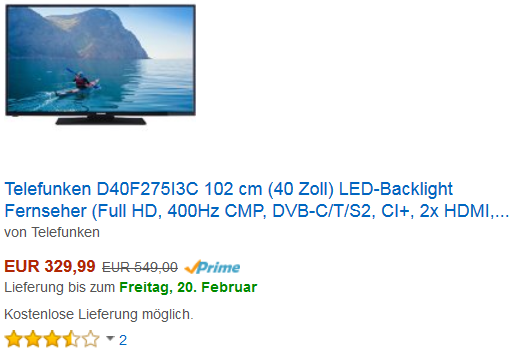 Telefunken D40F275I3C 102 cm (40 Zoll) LED-Backlight
Fernseher (Full HD, 400Hz CMP, DVB-C/T/S2, CI+, 2x HDMI,...
von Telefunken
EUR 329,99 EUR 549,00 Prime
Lieferung bis zum Freitag, 20. Februar
Kostenlose Lieferung möglich.
2